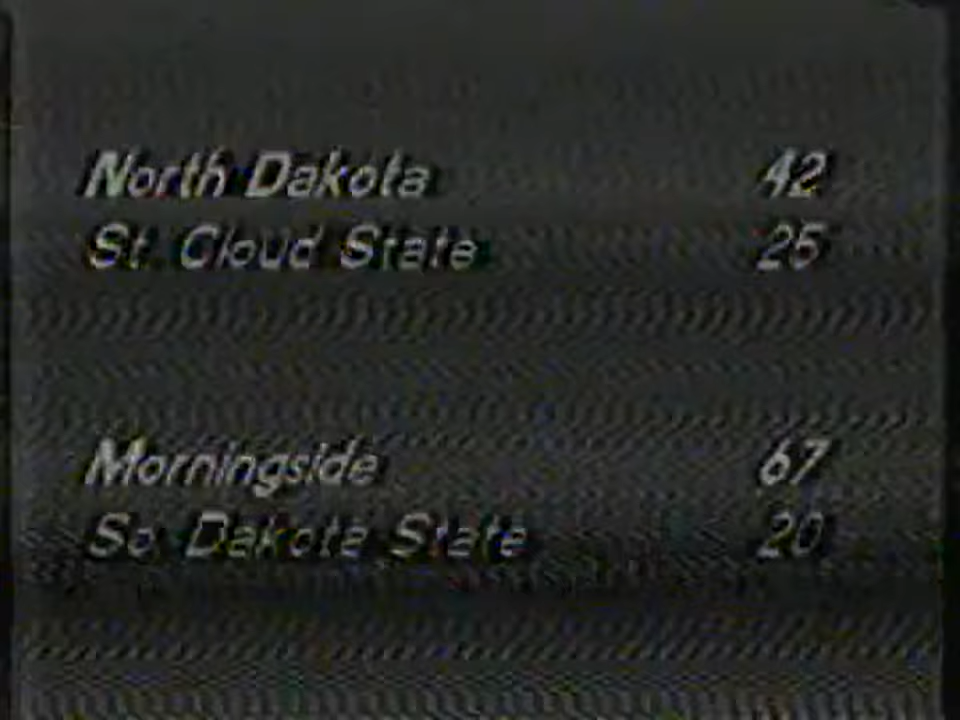 North Dakota 42
St. Cloud State 25
Morningside 67
So. Dakota State 20